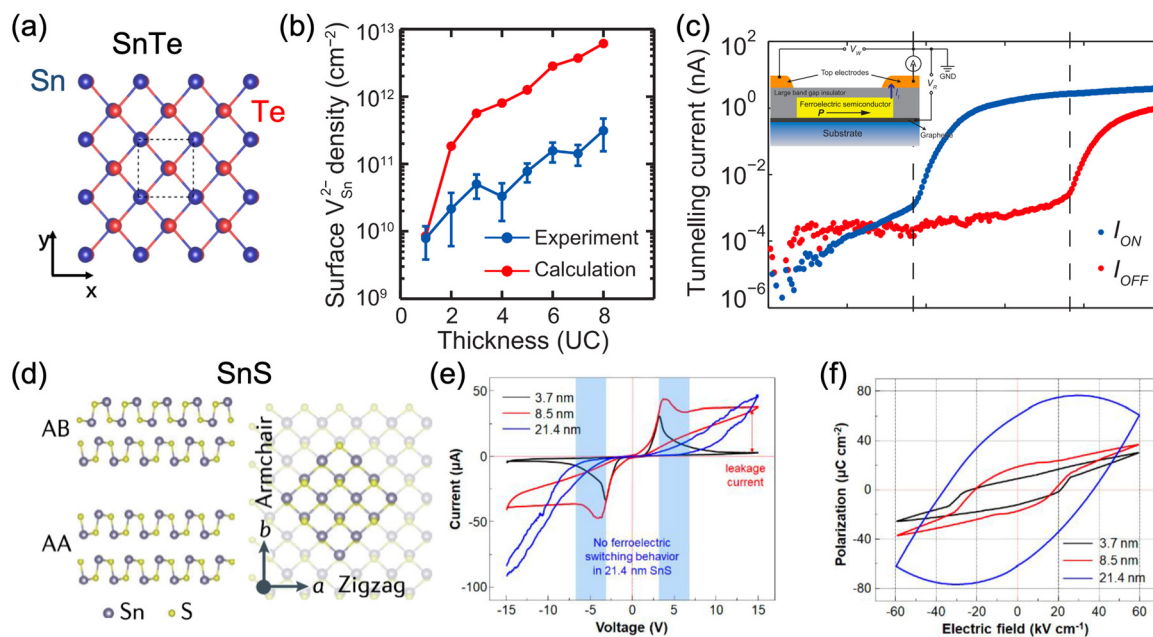 (a)
SnTe
Sn
Te
y
x
(b)
Surface V²⁻Sn density (cm⁻²)
10¹³
10¹²
10¹¹
10¹⁰
10⁹
Experiment
Calculation
0 2 4 6 8
Thickness (UC)
(c)
Tunnelling current (nA)
10²
10⁰
10⁻²
10⁻⁴
10⁻⁶
V_W
A
GND
Top electrodes
I_t
V_R
Large band gap insulator
Ferroelectric semiconductor
P
Graphene
Substrate
I_ON
I_OFF
(d)
SnS
AB
AA
Sn
S
Armchair
b
a
Zigzag
(e)
Current (µA)
50
0
-50
-100
3.7 nm
8.5 nm
21.4 nm
leakage
current
No ferroelectric
switching behavior
in 21.4 nm SnS
-15 -10 -5 0 5 10 15
Voltage (V)
(f)
Polarization (µC cm⁻²)
80
40
0
-40
-80
3.7 nm
8.5 nm
21.4 nm
-60 -40 -20 0 20 40 60
Electric field (kV cm⁻¹)